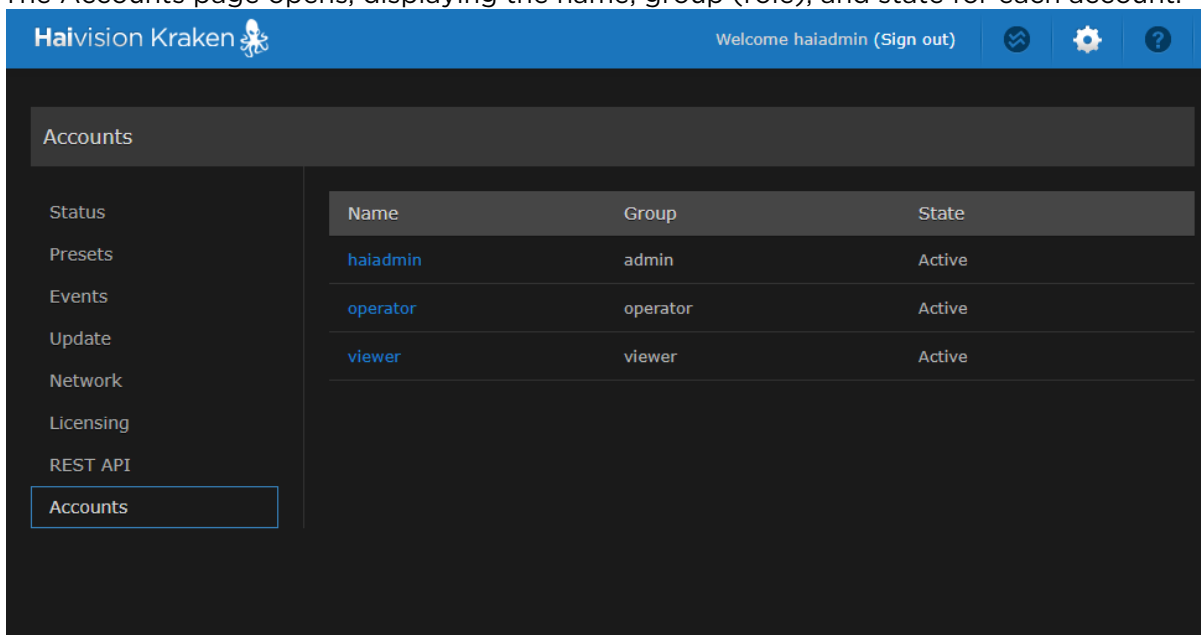 The Accounts page opens, displaying the name, group (role), and state for each account.
Haivision Kraken
Welcome haiadmin (Sign out)
?
Accounts
Status
Presets
Events
Update
Network
Licensing
REST API
Accounts
Name Group State
haiadmin admin Active
operator operator Active
viewer viewer Active